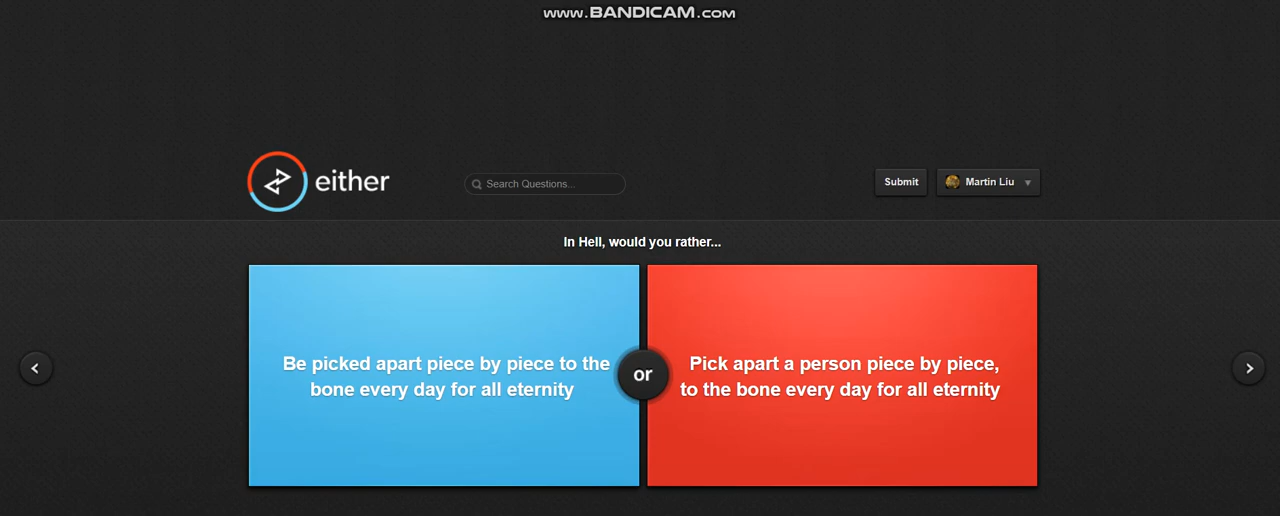 www.BANDICAM.com
either
Search Questions...
Submit
Martin Liu
In Hell, would you rather...
Be picked apart piece by piece to the
bone every day for all eternity
or
Pick apart a person piece by piece,
to the bone every day for all eternity